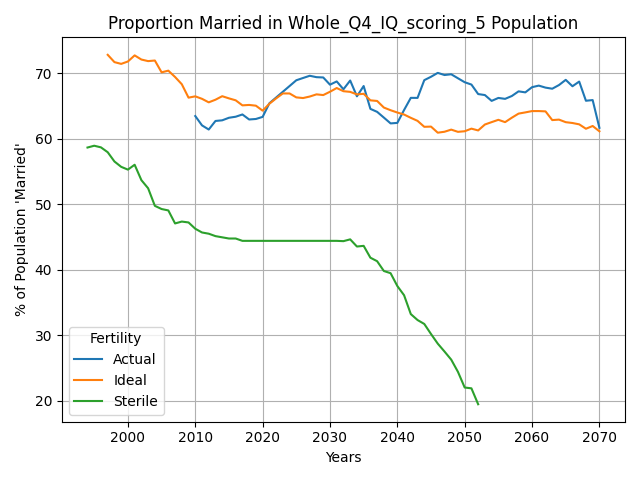 Proportion Married in Whole_Q4_IQ_scoring_5 Population
% of Population 'Married'
70
60
50
40
30
20
Fertility
Actual
Ideal
Sterile
2000 2010 2020 2030 2040 2050 2060 2070
Years